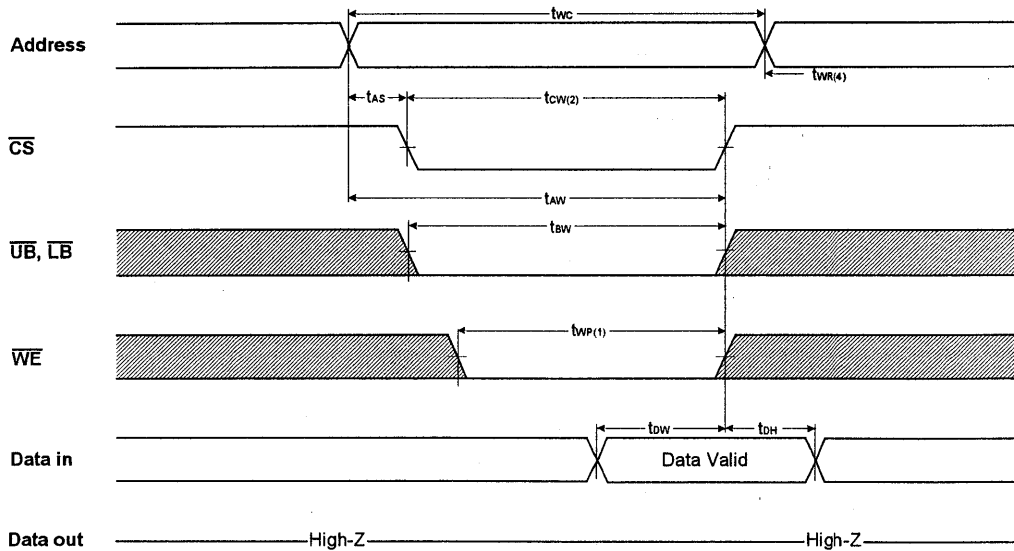 tWC
Address
tWR(4)
tAS
tCW(2)
CS
tAW
tBW
UB, LB
tWP(1)
WE
tDW
tDH
Data in
Data Valid
Data out
High-Z
High-Z